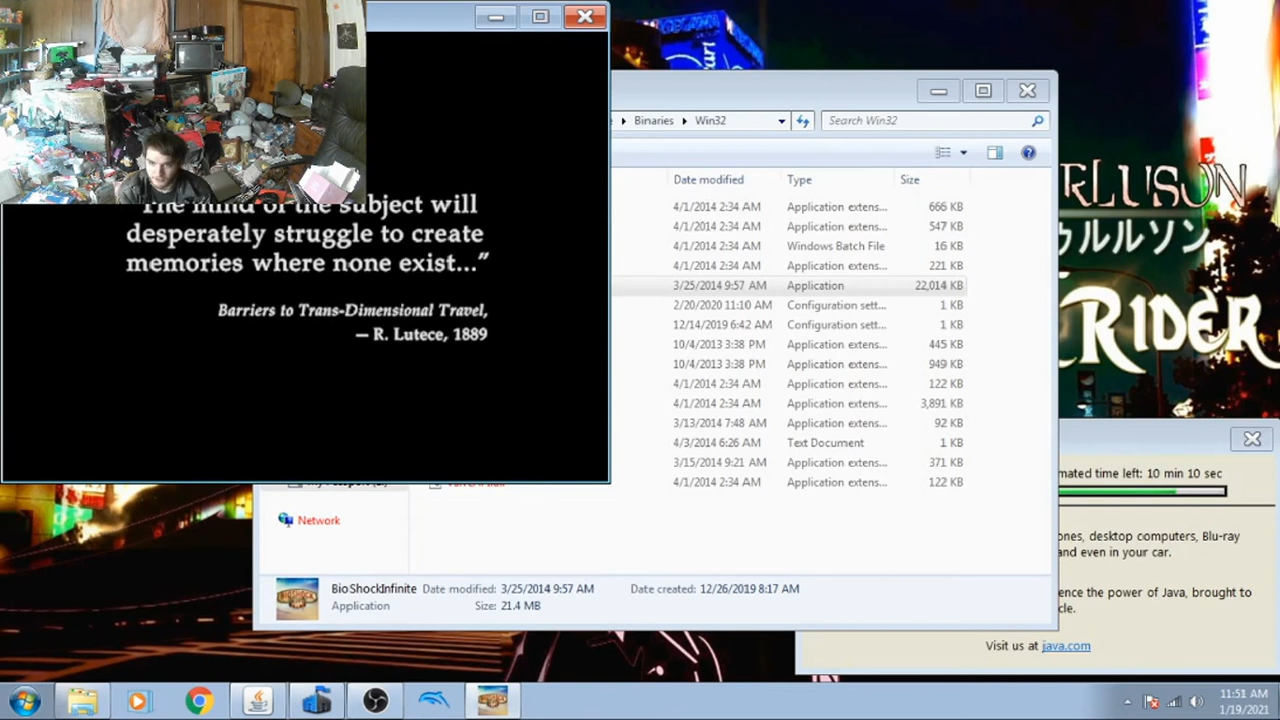 "The mind of the subject will
desperately struggle to create
memories where none exist..."
Barriers to Trans-Dimensional Travel,
— R. Lutece, 1889
Binaries
Win32
Search Win32
Date modified
Type
Size
4/1/2014 2:34 AM Application extens... 666 KB
4/1/2014 2:34 AM Application extens... 547 KB
4/1/2014 2:34 AM Windows Batch File 16 KB
4/1/2014 2:34 AM Application extens... 221 KB
3/25/2014 9:57 AM Application 22,014 KB
2/20/2020 11:10 AM Configuration sett... 1 KB
12/14/2019 6:42 AM Configuration sett... 1 KB
10/4/2013 3:38 PM Application extens... 445 KB
10/4/2013 3:38 PM Application extens... 949 KB
4/1/2014 2:34 AM Application extens... 122 KB
4/1/2014 2:34 AM Application extens... 3,891 KB
3/13/2014 7:48 AM Application extens... 92 KB
4/3/2014 6:26 AM Text Document 1 KB
3/15/2014 9:21 AM Application extens... 371 KB
4/1/2014 2:34 AM Application extens... 122 KB
Network
BioShockInfinite Date modified: 3/25/2014 9:57 AM Date created: 12/26/2019 8:17 AM
Application Size: 21.4 MB
RLUSON
ゥルルソン
RIDER
mated time left: 10 min 10 sec
ones, desktop computers, Blu-ray
and even in your car.
ence the power of Java, brought to
cle.
Visit us at java.com
11:51 AM
1/19/2021